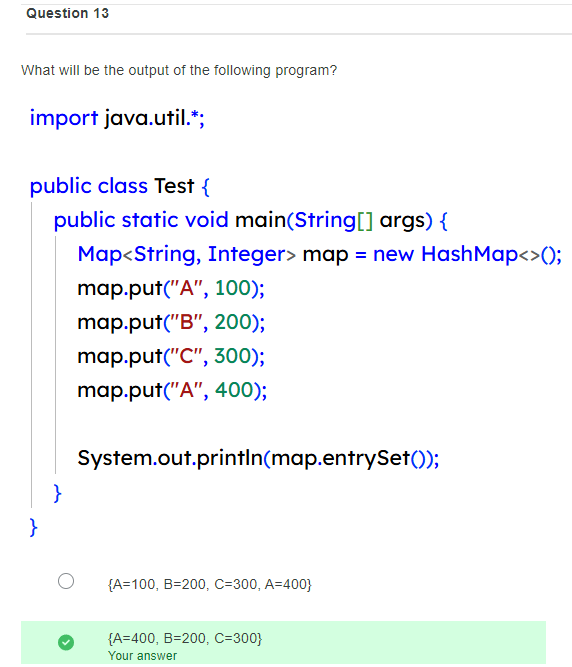 Question 13
What will be the output of the following program?
import java.util.*;
public class Test {
public static void main(String[] args) {
Map<String, Integer> map = new HashMap<>();
map.put("A", 100);
map.put("B", 200);
map.put("C", 300);
map.put("A", 400);
System.out.println(map.entrySet());
}
}
{A=100, B=200, C=300, A=400}
{A=400, B=200, C=300}
Your answer